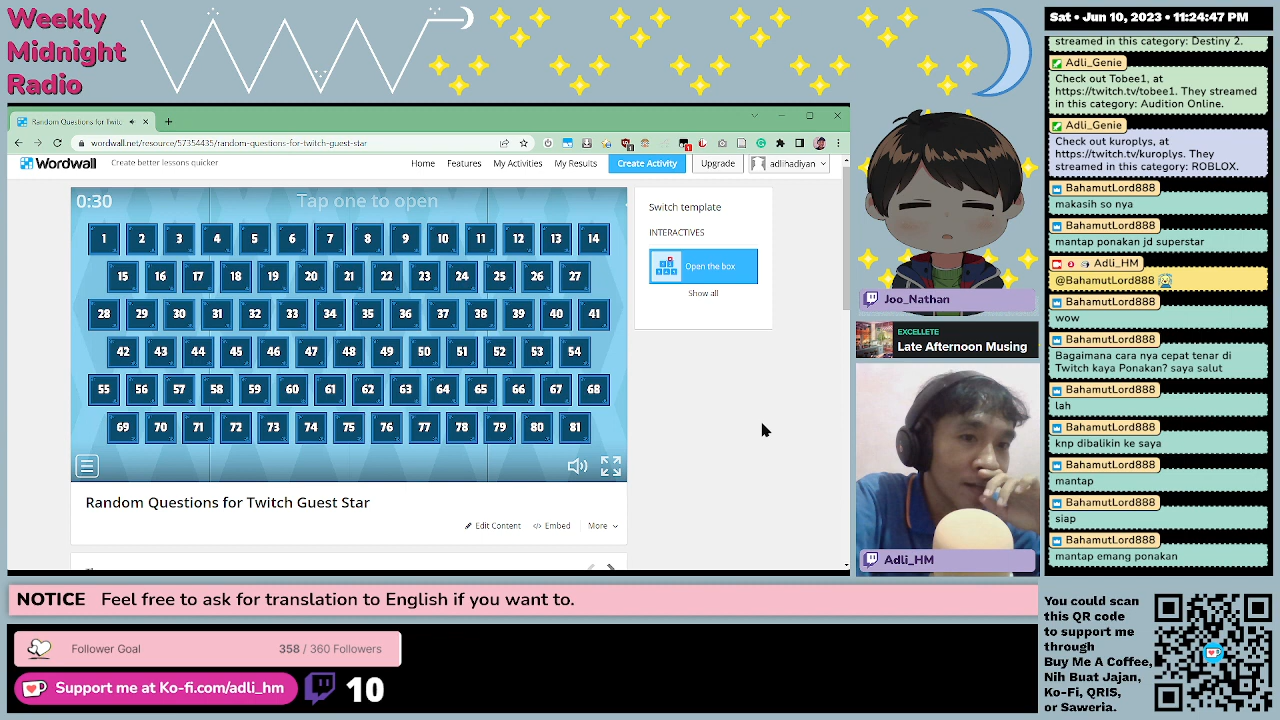 Weekly
Midnight
Radio
Sat • Jun 10, 2023 • 11:24:47 PM
Random Questions for Twitc
wordwall.net/resource/57354435/random-questions-for-twitch-guest-star
Wordwall
Create better lessons quicker
Home Features My Activities My Results Create Activity Upgrade adlihadiyan
0:30 Tap one to open
1 2 3 4 5 6 7 8 9 10 11 12 13 14
15 16 17 18 19 20 21 22 23 24 25 26 27
28 29 30 31 32 33 34 35 36 37 38 39 40 41
42 43 44 45 46 47 48 49 50 51 52 53 54
55 56 57 58 59 60 61 62 63 64 65 66 67 68
69 70 71 72 73 74 75 76 77 78 79 80 81
Random Questions for Twitch Guest Star
Edit Content Embed More
Switch template
INTERACTIVES
Open the box
Show all
Joo_Nathan
EXCELLETE
Late Afternoon Musing
Adli_HM
streamed in this category: Destiny 2.
Adli_Genie
Check out Tobee1, at
https://twitch.tv/tobee1. They streamed
in this category: Audition Online.
Adli_Genie
Check out kuroplys, at
https://twitch.tv/kuroplys. They
streamed in this category: ROBLOX.
BahamutLord888
makasih so nya
BahamutLord888
mantap ponakan jd superstar
Adli_HM
@BahamutLord888
BahamutLord888
wow
BahamutLord888
Bagaimana cara nya cepat tenar di
Twitch kaya Ponakan? saya salut
BahamutLord888
lah
BahamutLord888
knp dibalikin ke saya
BahamutLord888
mantap
BahamutLord888
siap
BahamutLord888
mantap emang ponakan
NOTICE Feel free to ask for translation to English if you want to.
Follower Goal 358 / 360 Followers
Support me at Ko-fi.com/adli_hm
10
You could scan
this QR code
to support me
through
Buy Me A Coffee,
Nih Buat Jajan,
Ko-Fi, QRIS,
or Saweria.